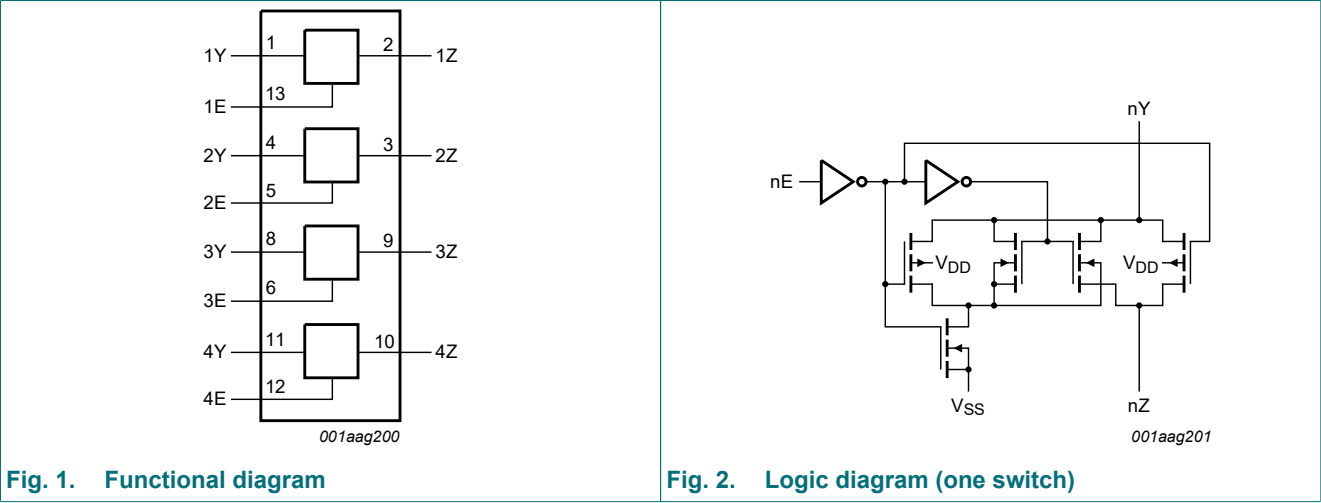 1Y 1 2 1Z
1E 13
2Y 4 3 2Z
2E 5
3Y 8 9 3Z
3E 6
4Y 11 10 4Z
4E 12
001aag200
Fig. 1. Functional diagram
nY
nE
VDD VDD
VSS nZ
001aag201
Fig. 2. Logic diagram (one switch)